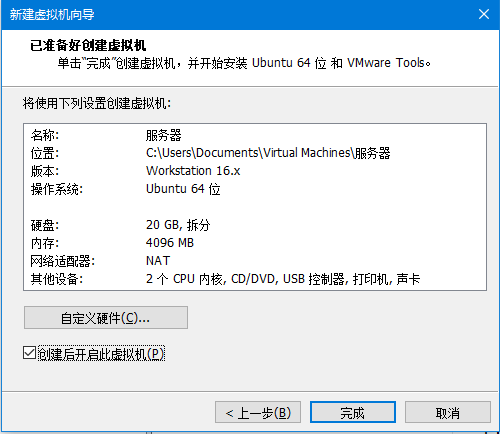 新建虚拟机向导
已准备好创建虚拟机
单击“完成”创建虚拟机，并开始安装 Ubuntu 64 位 和 VMware Tools。
将使用下列设置创建虚拟机:
名称: 服务器
位置: C:\Users\Documents\Virtual Machines\服务器
版本: Workstation 16.x
操作系统: Ubuntu 64 位
硬盘: 20 GB, 拆分
内存: 4096 MB
网络适配器: NAT
其他设备: 2 个 CPU 内核, CD/DVD, USB 控制器, 打印机, 声卡
自定义硬件(C)...
创建后开启此虚拟机(P)
< 上一步(B) 完成 取消